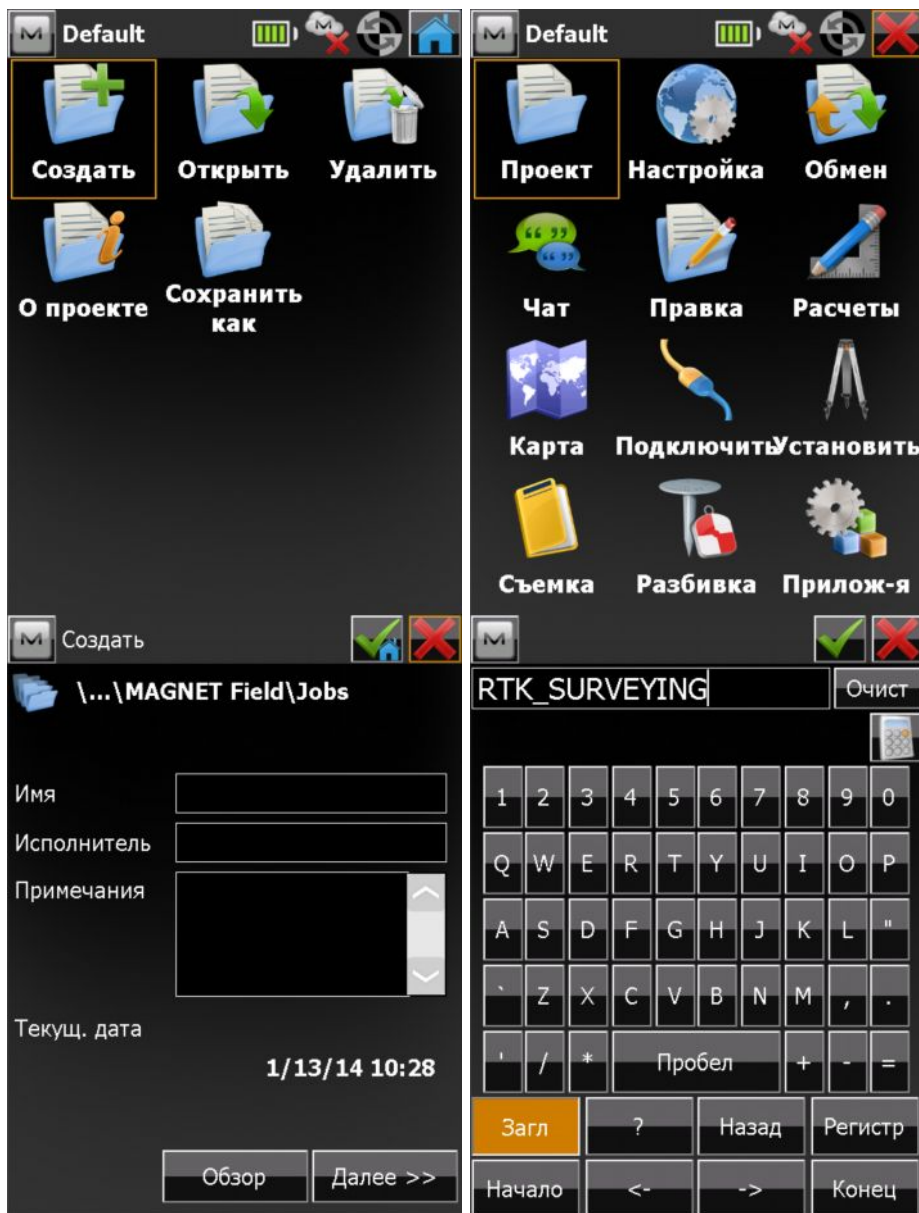 Default
Создать Открыть Удалить
О проекте Сохранить как
Default
Проект Настройка Обмен
Чат Правка Расчеты
Карта Подключить Установить
Съемка Разбивка Прилож-я
Создать
\...\MAGNET Field\Jobs
Имя
Исполнитель
Примечания
Текущ. дата
1/13/14 10:28
Обзор Далее >>
RTK_SURVEYING Очист
1 2 3 4 5 6 7 8 9 0
Q W E R T Y U I O P
A S D F G H J K L "
` Z X C V B N M , .
' / * Пробел + - =
Загл ? Назад Регистр
Начало <- -> Конец